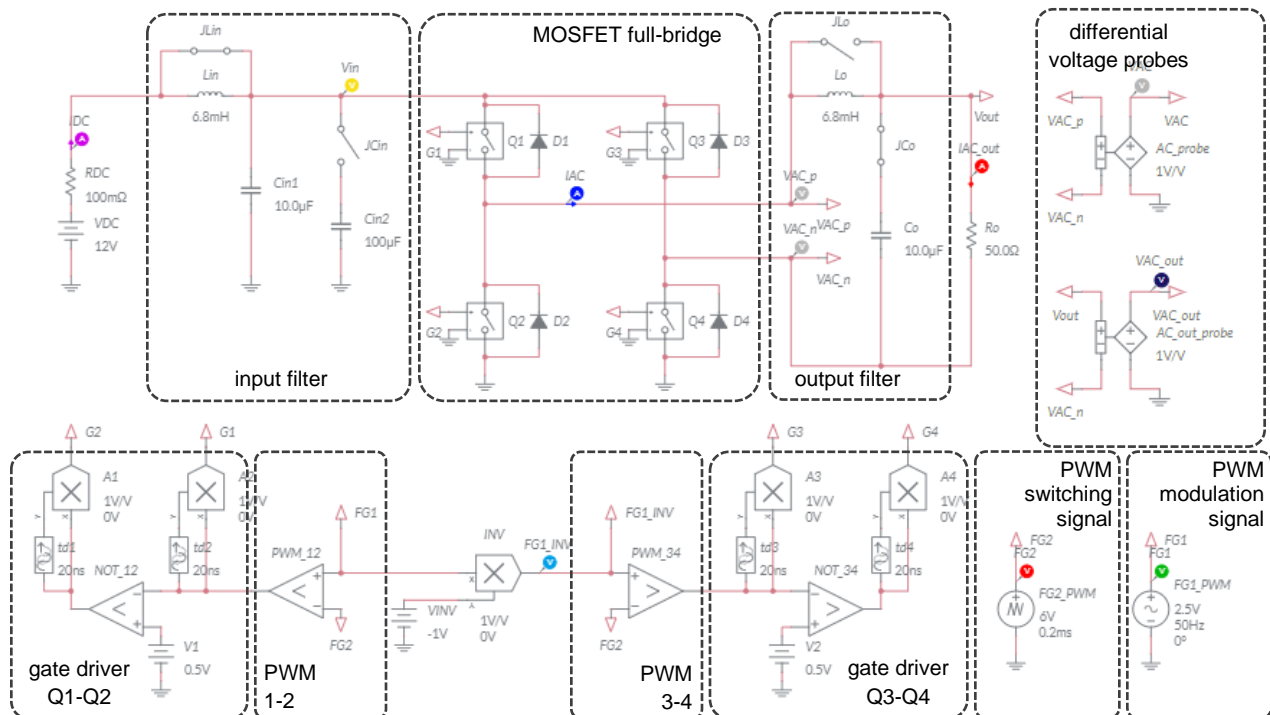 JLin
Lin
6.8mH
Vin
IDC
RDC
100mΩ
VDC
12V
Cin1
10.0µF
JCin
Cin2
100µF
input filter
MOSFET full-bridge
G1
Q1
D1
G3
Q3
D3
IAC
G2
Q2
D2
G4
Q4
D4
JLo
Lo
6.8mH
JCo
VAC_p
VAC_p
VAC_n
VAC_n
Co
10.0µF
output filter
Vout
IAC_out
Ro
50.0Ω
differential
voltage probes
VAC
VAC_p
VAC
AC_probe
1V/V
VAC_n
VAC_out
Vout
VAC_out
AC_out_probe
1V/V
VAC_n
G2
G1
A1
1V/V
0V
1V/V
0V
td1
20ns
td2
20ns
Y
X
Y
X
NOT_12
V1
0.5V
gate driver
Q1-Q2
FG1
PWM_12
FG2
PWM
1-2
INV
X
Y
VINV
-1V
1V/V
0V
FG1_INV
FG1_INV
PWM_34
FG2
PWM
3-4
G3
G4
A3
1V/V
0V
A4
1V/V
0V
td3
20ns
td4
20ns
Y
X
Y
X
NOT_34
V2
0.5V
gate driver
Q3-Q4
PWM
switching
signal
FG2
FG2
FG2_PWM
6V
0.2ms
PWM
modulation
signal
FG1
FG1
FG1_PWM
2.5V
50Hz
0°